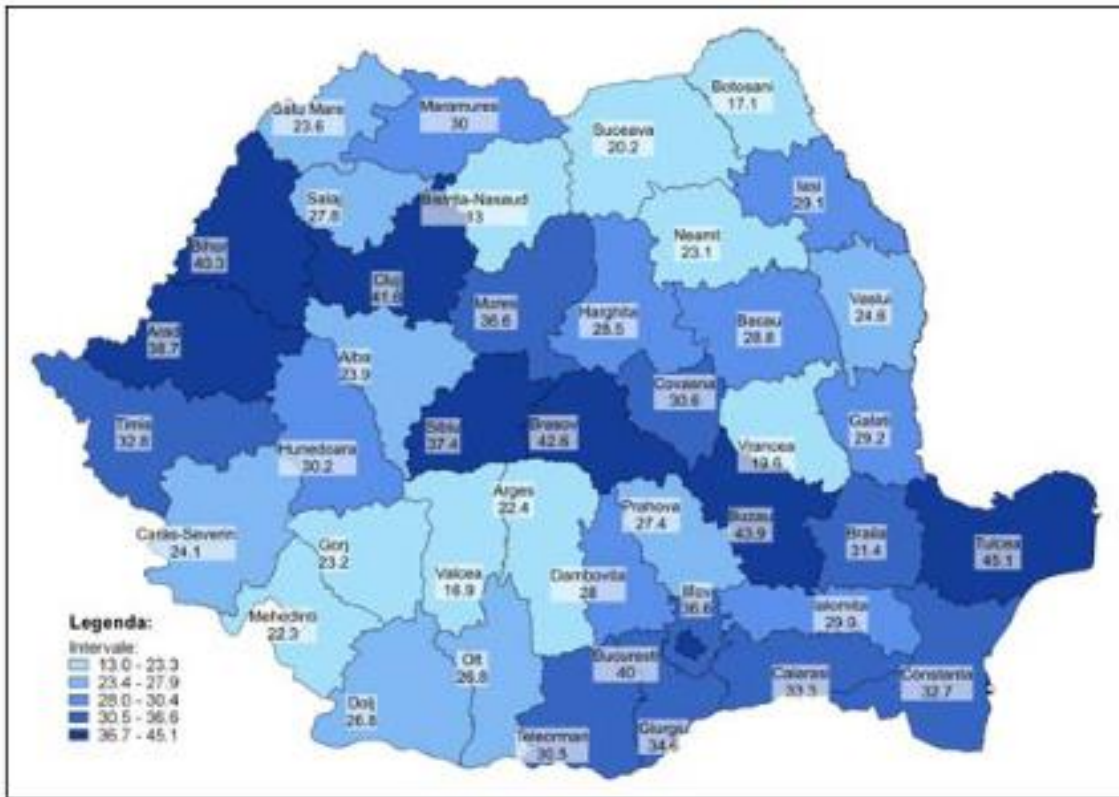 Botosani
17.1
Satu Mare
23.6
Maramures
30
Suceava
20.2
Iasi
29.1
Salaj
27.8
Bistrita-Nasaud
13
Neamt
23.1
Bihor
40.3
Cluj
41.6
Mures
36.6
Harghita
28.5
Bacau
28.8
Vaslui
24.8
Arad
38.7
Alba
23.9
Covasna
30.6
Timis
32.8
Sibiu
37.4
Brasov
42.6
Galati
29.2
Hunedoara
30.2
Vrancea
19.6
Arges
22.4
Prahova
27.4
Buzau
43.9
Braila
31.4
Tulcea
45.1
Caras-Severin
24.1
Gorj
23.2
Valcea
16.9
Dambovita
28
Ilfov
36.6
Ialomita
29.9
Mehedinti
22.3
Olt
26.8
Bucuresti
40
Calarasi
33.3
Constanta
32.7
Dolj
26.8
Teleorman
30.5
Giurgiu
34.6
Legenda:
Intervale:
13.0 - 23.3
23.4 - 27.9
28.0 - 30.4
30.5 - 36.6
36.7 - 45.1